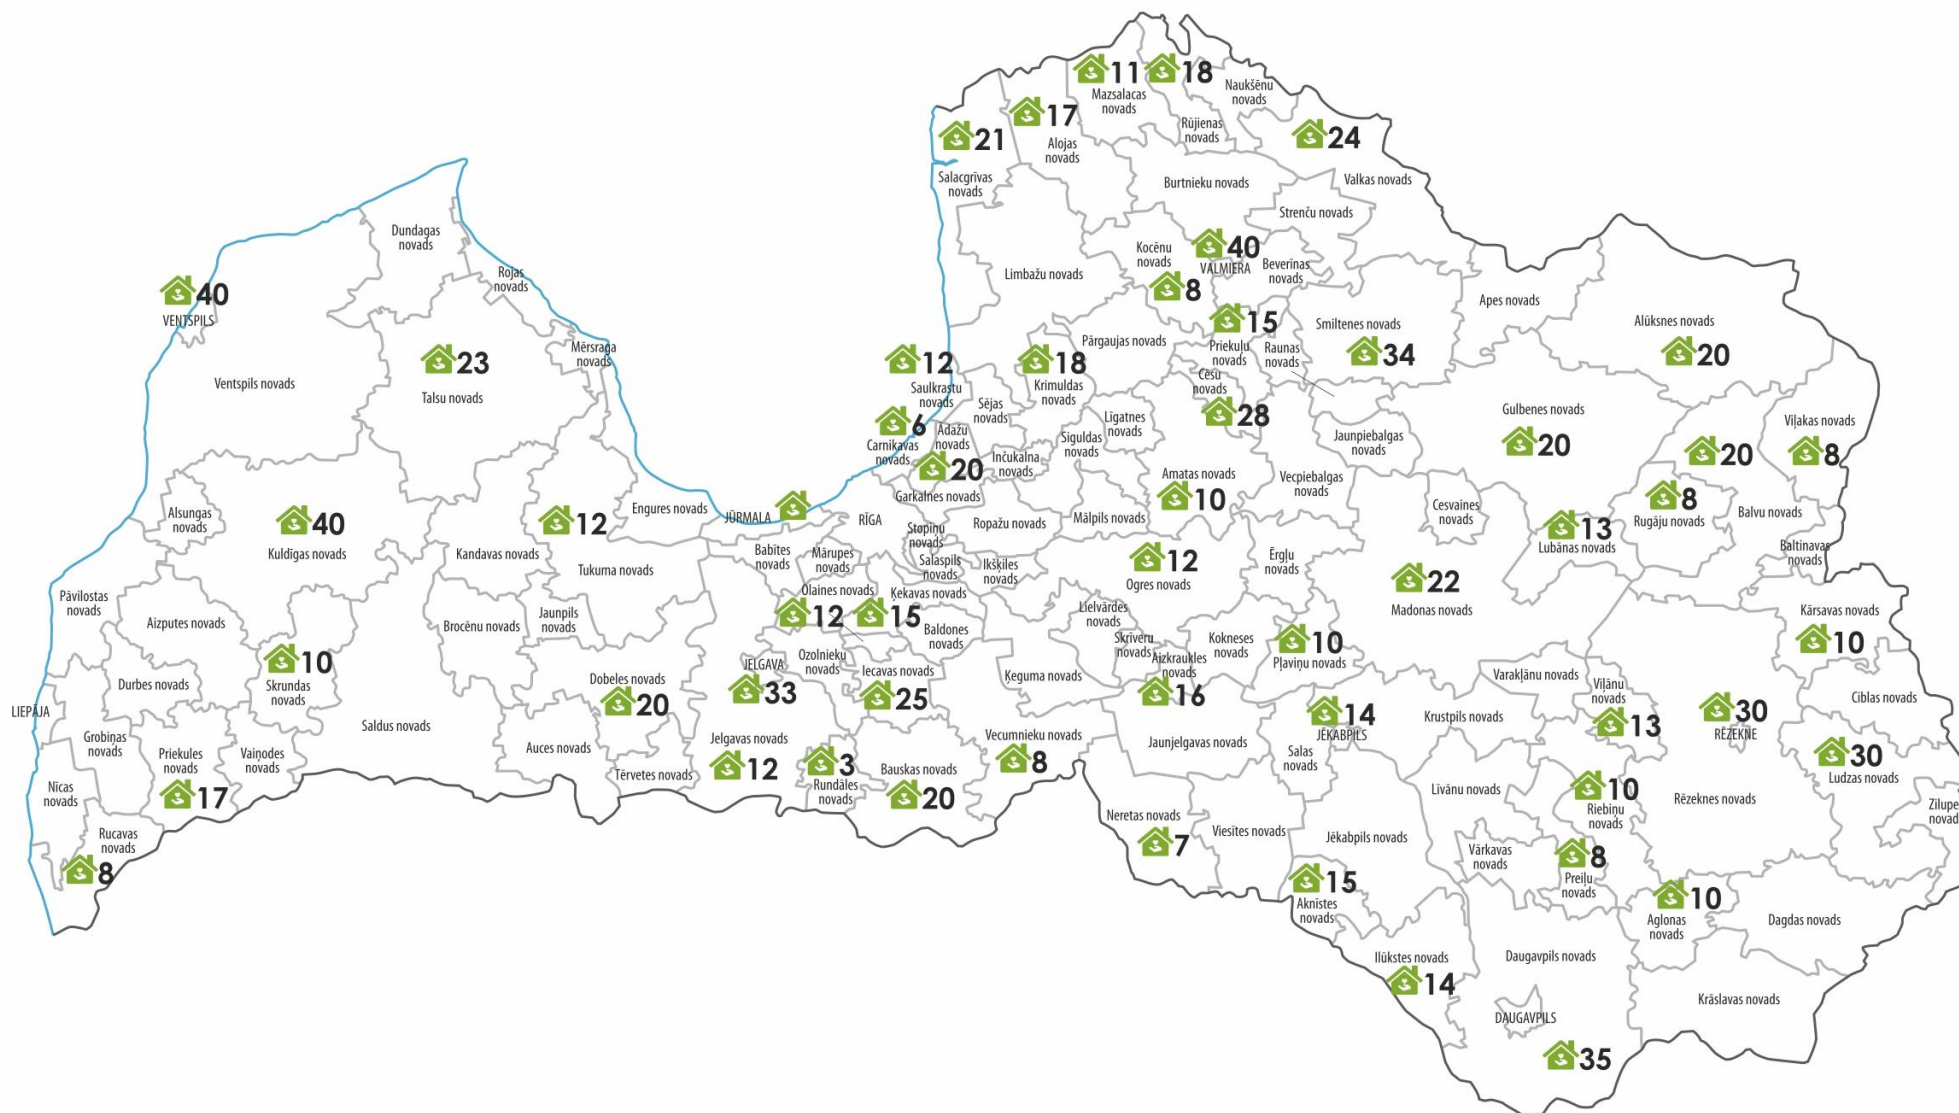 11
18
Mazsalacas
novads
Naukšēnu
novads
17
Rūjienas
novads
24
21
Alojas
novads
Salacgrīvas
novads
Burtnieku novads
Valkas novads
Strenču novads
Dundagas
novads
Kocēnu
novads
40
VALMIERA
Beverīnas
novads
Rojas
novads
Limbažu novads
8
40
VENTSPILS
Apes novads
15
Smiltenes novads
34
Alūksnes novads
20
Pārgaujas novads
Priekuļu
novads
Raunas
novads
Mērsraga
novads
23
Talsu novads
Ventspils novads
12
Saulkrastu
novads
18
Krimuldas
novads
Cēsu
novads
28
Sējas
novads
Gulbenes novads
20
6
Carnikavas
novads
Ādažu
novads
20
Līgatnes
novads
Siguldas
novads
Inčukalna
novads
Jaunpiebalgas
novads
20
Viļakas novads
8
Amatas novads
10
Vecpiebalgas
novads
8
Rugāju novads
Garkalnes novads
Alsungas
novads
40
Kuldīgas novads
12
Engures novads
JŪRMALA
RĪGA
Stopiņu
novads
Ropažu novads
Mālpils novads
Cesvaines
novads
13
Lubānas novads
Balvu novads
Baltinavas
novads
Kandavas novads
Tukuma novads
Babītes
novads
Mārupes
novads
Salaspils
novads
Ikšķiles
novads
12
Ogres novads
Ērgļu
novads
22
Madonas novads
Pāvilostas
novads
Aizputes novads
Brocēnu novads
Jaunpils
novads
Olaines novads
12
Ķekavas novads
15
Baldones
novads
Lielvārdes
novads
Skrīveru
novads
Kokneses
novads
10
Pļaviņu novads
Kārsavas novads
10
10
Skrundas
novads
Durbes novads
Dobeles novads
20
JELGAVA
33
Ozolnieku
novads
Iecavas novads
25
Ķeguma novads
Aizkraukles
novads
16
Varakļānu novads
Viļānu
novads
13
30
RĒZEKNE
Ciblas novads
LIEPĀJA
Grobiņas
novads
Saldus novads
Auces novads
Jelgavas novads
12
Vecumnieku novads
8
Jaunjelgavas novads
14
JĒKABPILS
Krustpils novads
Salas
novads
30
Ludzas novads
Priekules
novads
17
Vaiņodes
novads
Tērvetes novads
3
Rundāles
novads
Bauskas novads
20
Nīcas
novads
Līvānu novads
10
Riebiņu
novads
Rēzeknes novads
Zilupe
novad
Rucavas
novads
8
Neretas novads
7
Viesītes novads
Jēkabpils novads
Vārkavas
novads
8
Preiļu
novads
15
Aknīstes
novads
10
Aglonas
novads
Dagdas novads
Ilūkstes novads
14
Daugavpils novads
Krāslavas novads
DAUGAVPILS
35